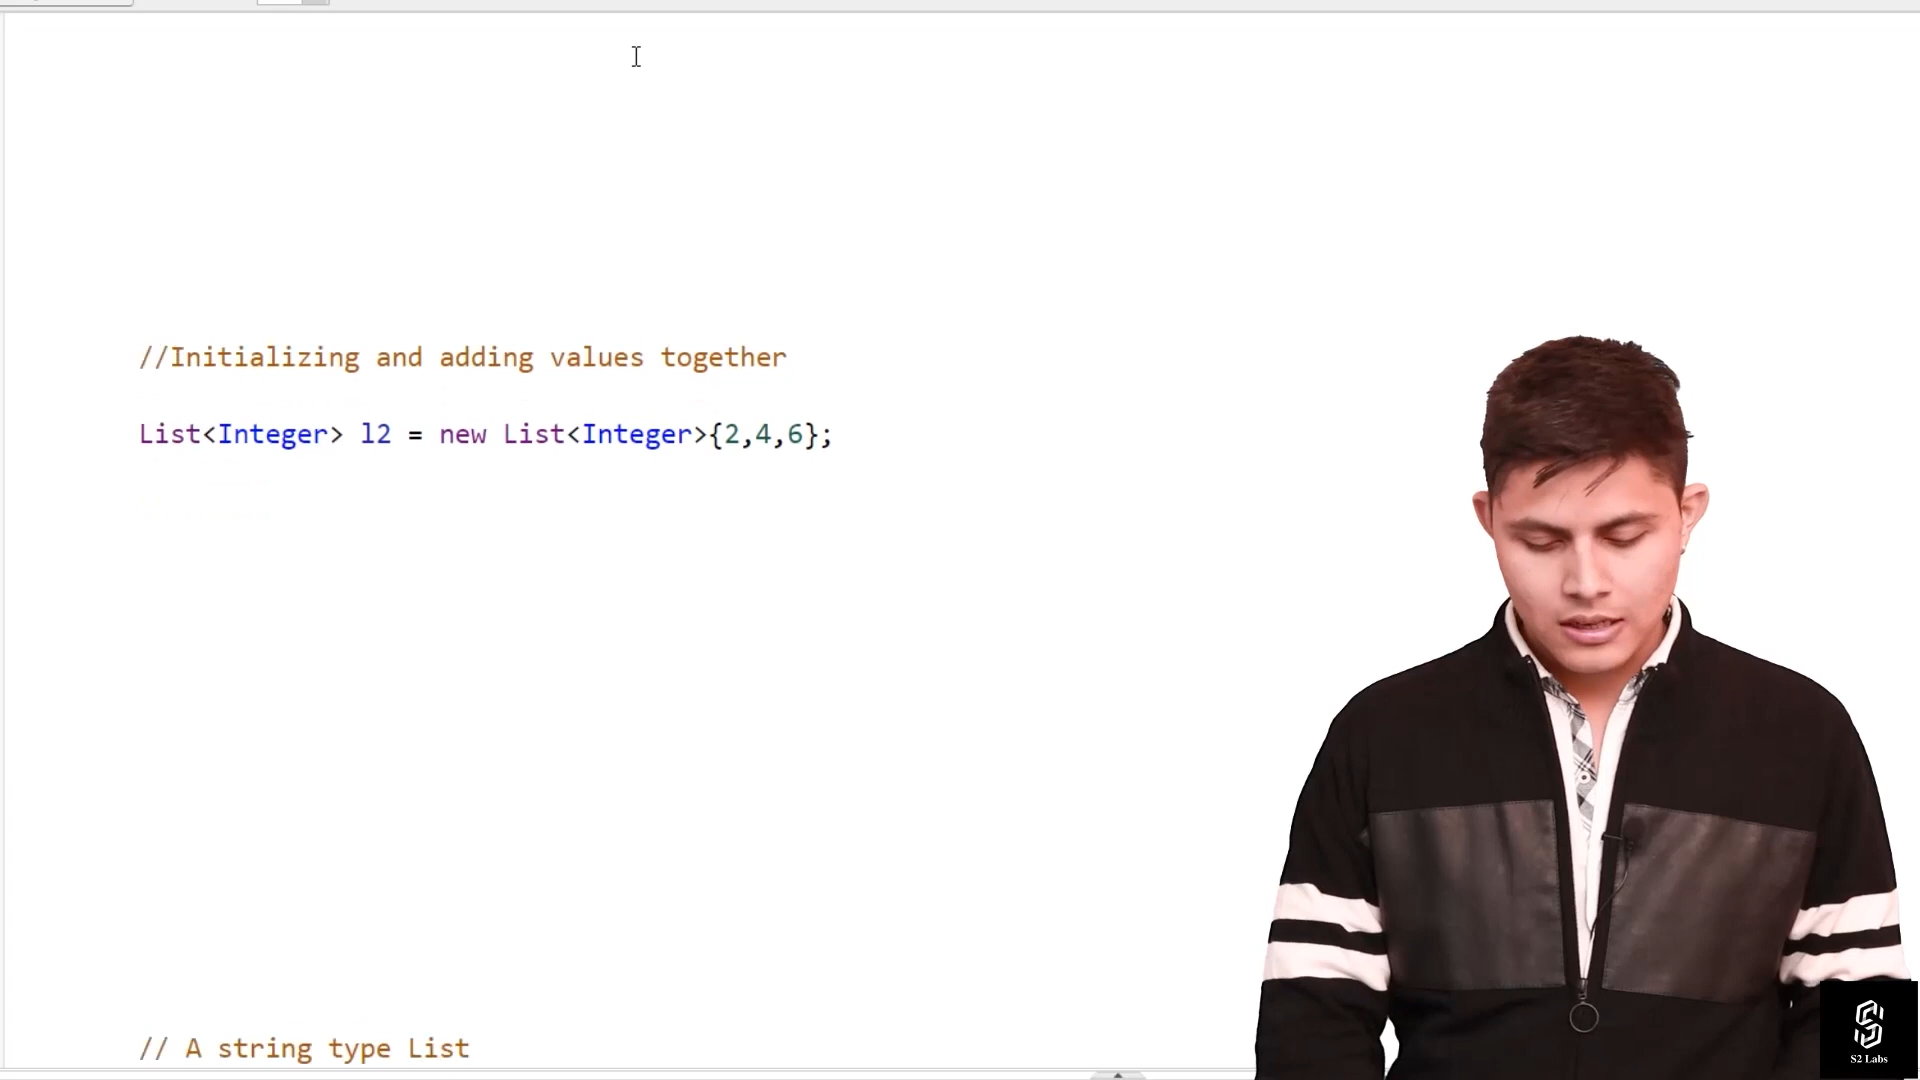 //Initializing and adding values together
List<Integer> l2 = new List<Integer>{2,4,6};
// A string type List
S2 Labs